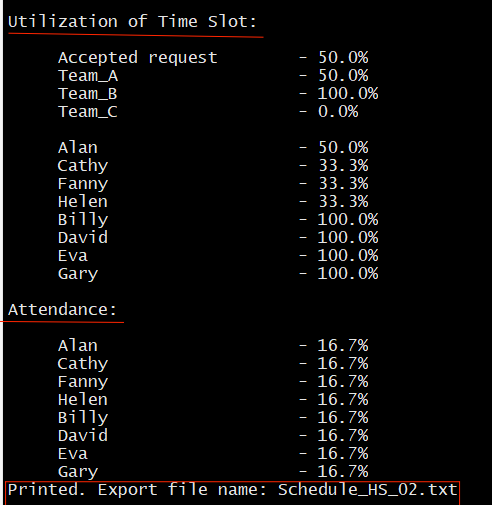 Utilization of Time Slot:
Accepted request - 50.0%
Team_A - 50.0%
Team_B - 100.0%
Team_C - 0.0%
Alan - 50.0%
Cathy - 33.3%
Fanny - 33.3%
Helen - 33.3%
Billy - 100.0%
David - 100.0%
Eva - 100.0%
Gary - 100.0%
Attendance:
Alan - 16.7%
Cathy - 16.7%
Fanny - 16.7%
Helen - 16.7%
Billy - 16.7%
David - 16.7%
Eva - 16.7%
Gary - 16.7%
Printed. Export file name: Schedule_HS_02.txt